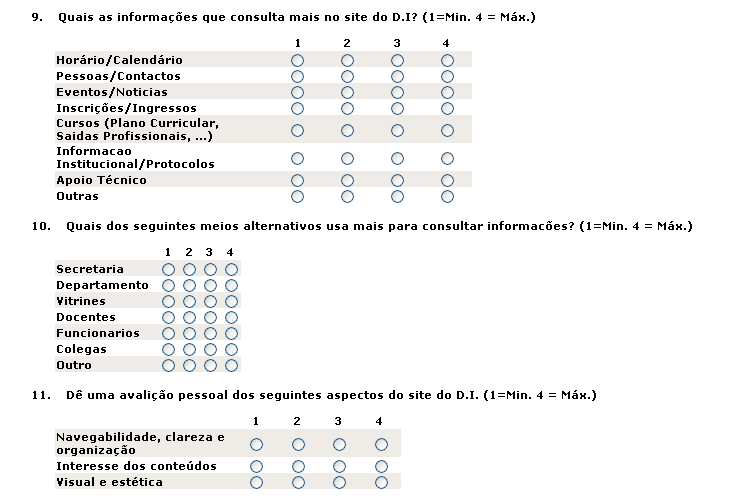 9. Quais as informações que consulta mais no site do D.I? (1=Min. 4 = Máx.)
1 2 3 4
Horário/Calendário
Pessoas/Contactos
Eventos/Noticias
Inscrições/Ingressos
Cursos (Plano Curricular,
Saidas Profissionais, ...)
Informacao
Institucional/Protocolos
Apoio Técnico
Outras
10. Quais dos seguintes meios alternativos usa mais para consultar informacões? (1=Min. 4 = Máx.)
1 2 3 4
Secretaria
Departamento
Vitrines
Docentes
Funcionarios
Colegas
Outro
11. Dê uma avalição pessoal dos seguintes aspectos do site do D.I. (1=Min. 4 = Máx.)
1 2 3 4
Navegabilidade, clareza e
organização
Interesse dos conteúdos
Visual e estética